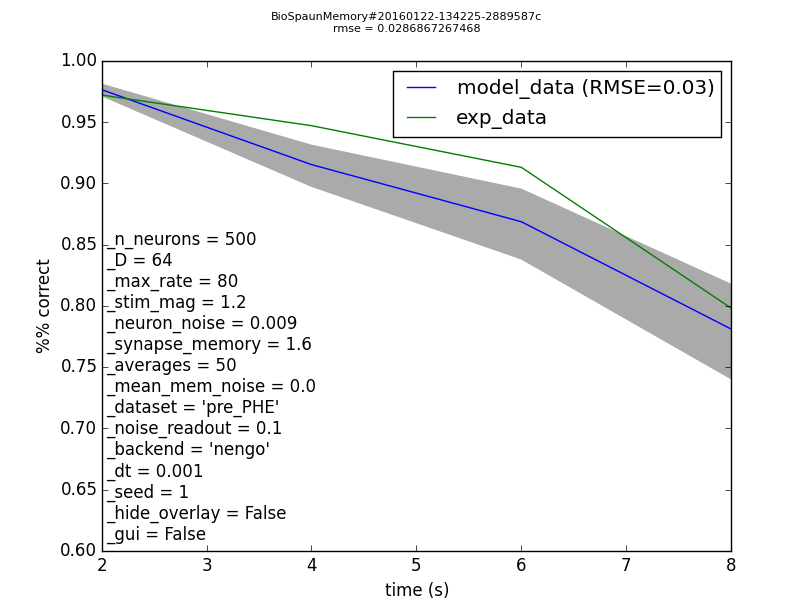 BioSpaunMemory#20160122-134225-2889587c
rmse = 0.0286867267468
1.00
0.95
0.90
0.85
0.80
0.75
0.70
0.65
0.60
%% correct
model_data (RMSE=0.03)
exp_data
_n_neurons = 500
_D = 64
_max_rate = 80
_stim_mag = 1.2
_neuron_noise = 0.009
_synapse_memory = 1.6
_averages = 50
_mean_mem_noise = 0.0
_dataset = 'pre_PHE'
_noise_readout = 0.1
_backend = 'nengo'
_dt = 0.001
_seed = 1
_hide_overlay = False
_gui = False
2 3 4 5 6 7 8
time (s)